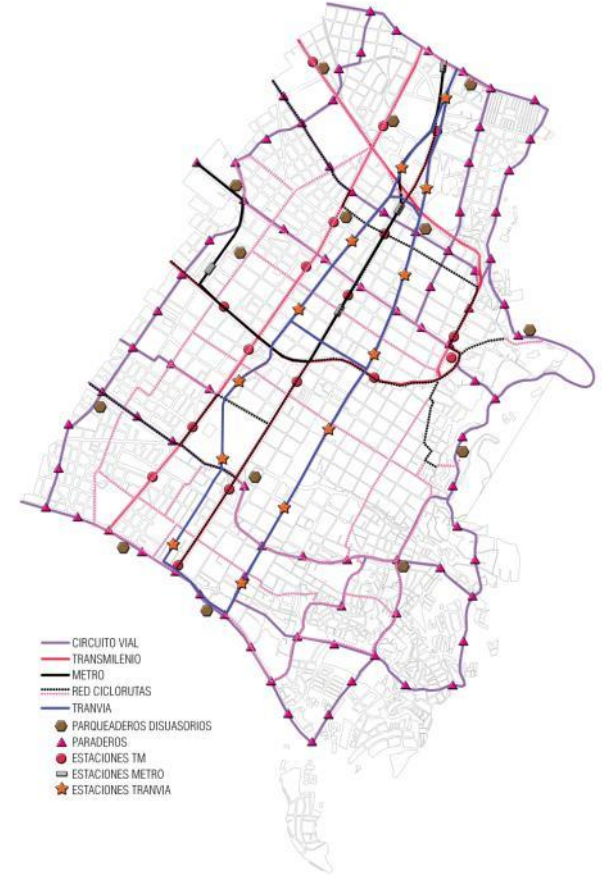 CIRCUITO VIAL
TRANSMILENIO
METRO
RED CICLORUTAS
TRANVIA
PARQUEADEROS DISUASORIOS
PARADEROS
ESTACIONES TM
ESTACIONES METRO
ESTACIONES TRANVIA